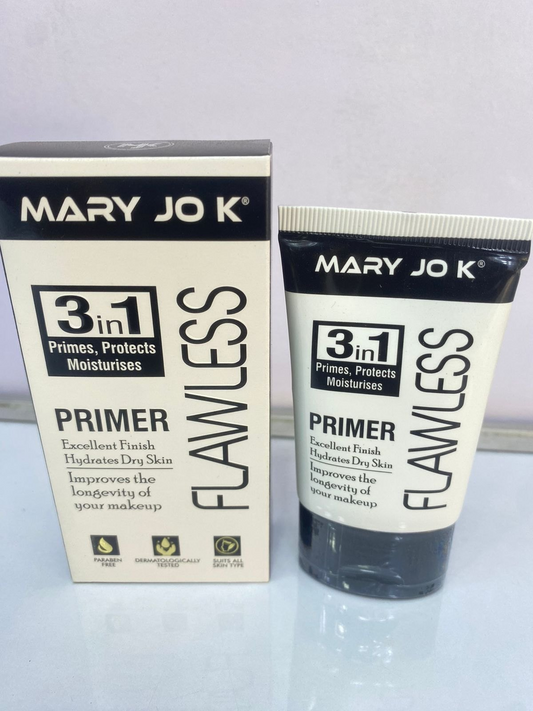 MARY JO K®
3in1
Primes, Protects
Moisturises
FLAWLESS
PRIMER
Excellent Finish
Hydrates Dry Skin
Improves the
longevity of
your makeup
PARABEN
FREE
DERMATOLOGICALLY
TESTED
SUITS ALL
SKIN TYPE
MARY JO K®
3in1
Primes, Protects
Moisturises
FLAWLESS
PRIMER
Excellent Finish
Hydrates Dry Skin
Improves the
longevity of
your makeup